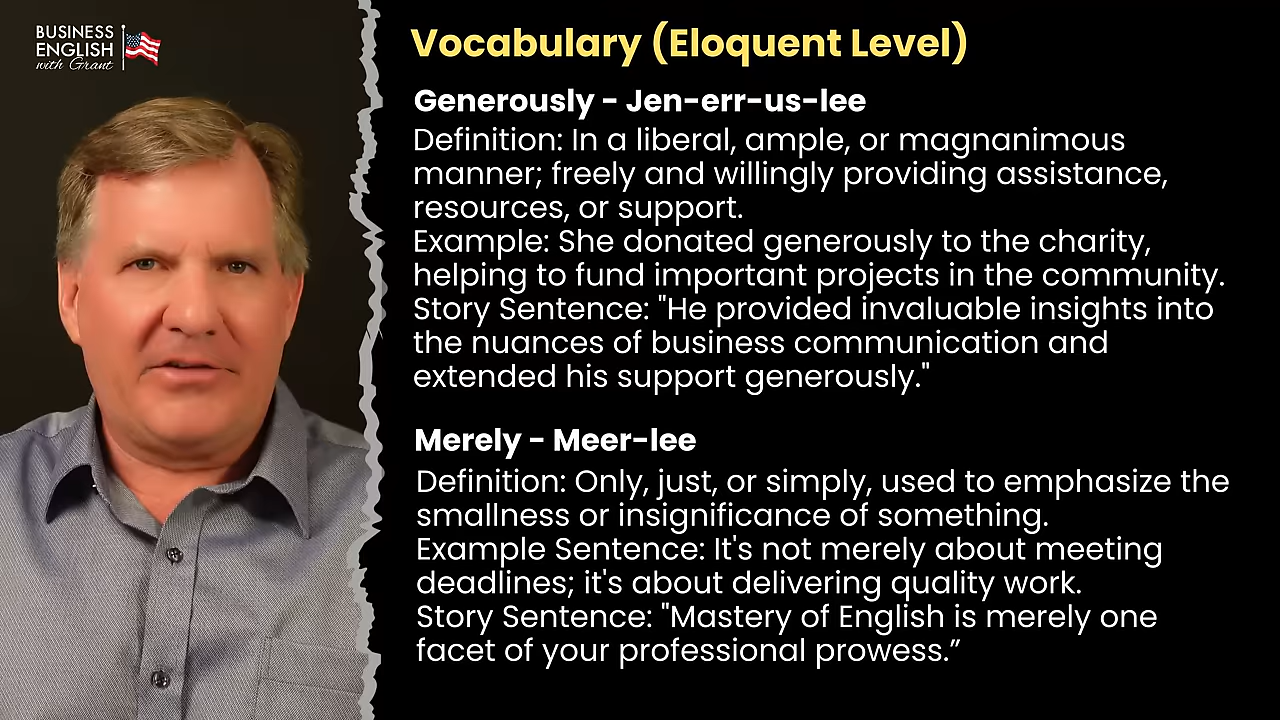 BUSINESS
ENGLISH
with Grant
Vocabulary (Eloquent Level)
Generously - Jen-err-us-lee
Definition: In a liberal, ample, or magnanimous
manner; freely and willingly providing assistance,
resources, or support.
Example: She donated generously to the charity,
helping to fund important projects in the community.
Story Sentence: "He provided invaluable insights into
the nuances of business communication and
extended his support generously."
Merely - Meer-lee
Definition: Only, just, or simply, used to emphasize the
smallness or insignificance of something.
Example Sentence: It's not merely about meeting
deadlines; it's about delivering quality work.
Story Sentence: "Mastery of English is merely one
facet of your professional prowess.”